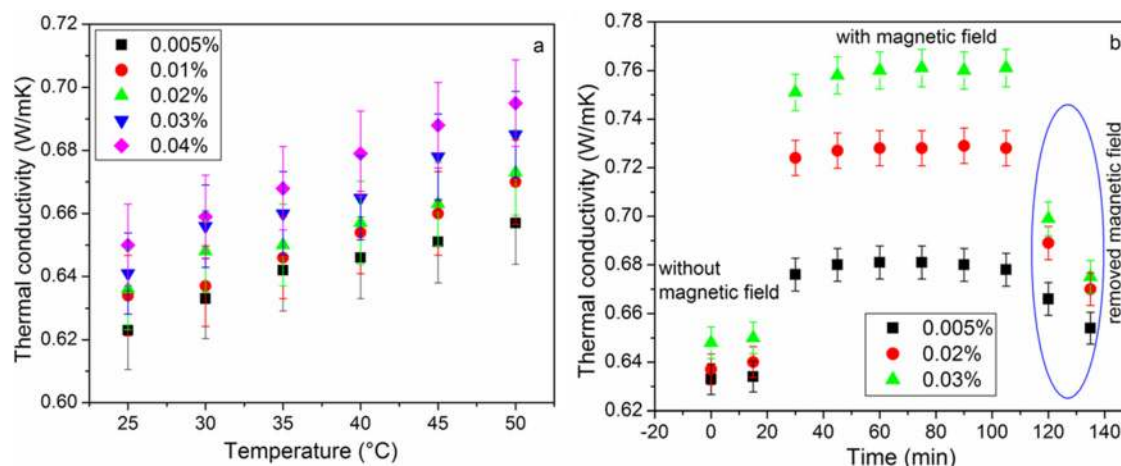 Thermal conductivity (W/mK)
0.72
0.70
0.68
0.66
0.64
0.62
0.60
a
0.005%
0.01%
0.02%
0.03%
0.04%
25 30 35 40 45 50
Temperature (°C)
Thermal conductivity (W/mK)
0.78
0.76
0.74
0.72
0.70
0.68
0.66
0.64
0.62
with magnetic field
b
without
magnetic field
removed magnetic field
0.005%
0.02%
0.03%
-20 0 20 40 60 80 100 120 140
Time (min)